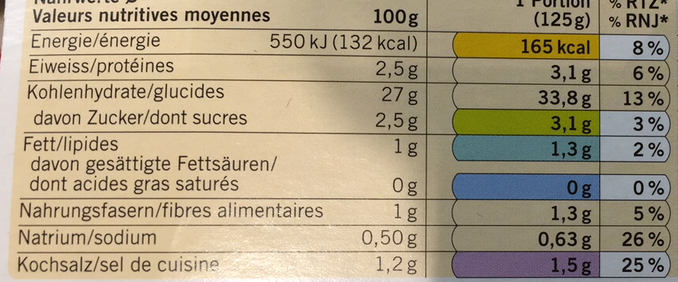 Nährwerte Ø
Valeurs nutritives moyennes 100g 1 Portion (125g) % RTZ* % RNJ*
Energie/énergie 550 kJ (132 kcal) 165 kcal 8%
Eiweiss/protéines 2,5g 3,1g 6%
Kohlenhydrate/glucides 27g 33,8g 13%
davon Zucker/dont sucres 2,5g 3,1g 3%
Fett/lipides 1g 1,3g 2%
davon gesättigte Fettsäuren/
dont acides gras saturés 0g 0g 0%
Nahrungsfasern/fibres alimentaires 1g 1,3g 5%
Natrium/sodium 0,50g 0,63g 26%
Kochsalz/sel de cuisine 1,2g 1,5g 25%